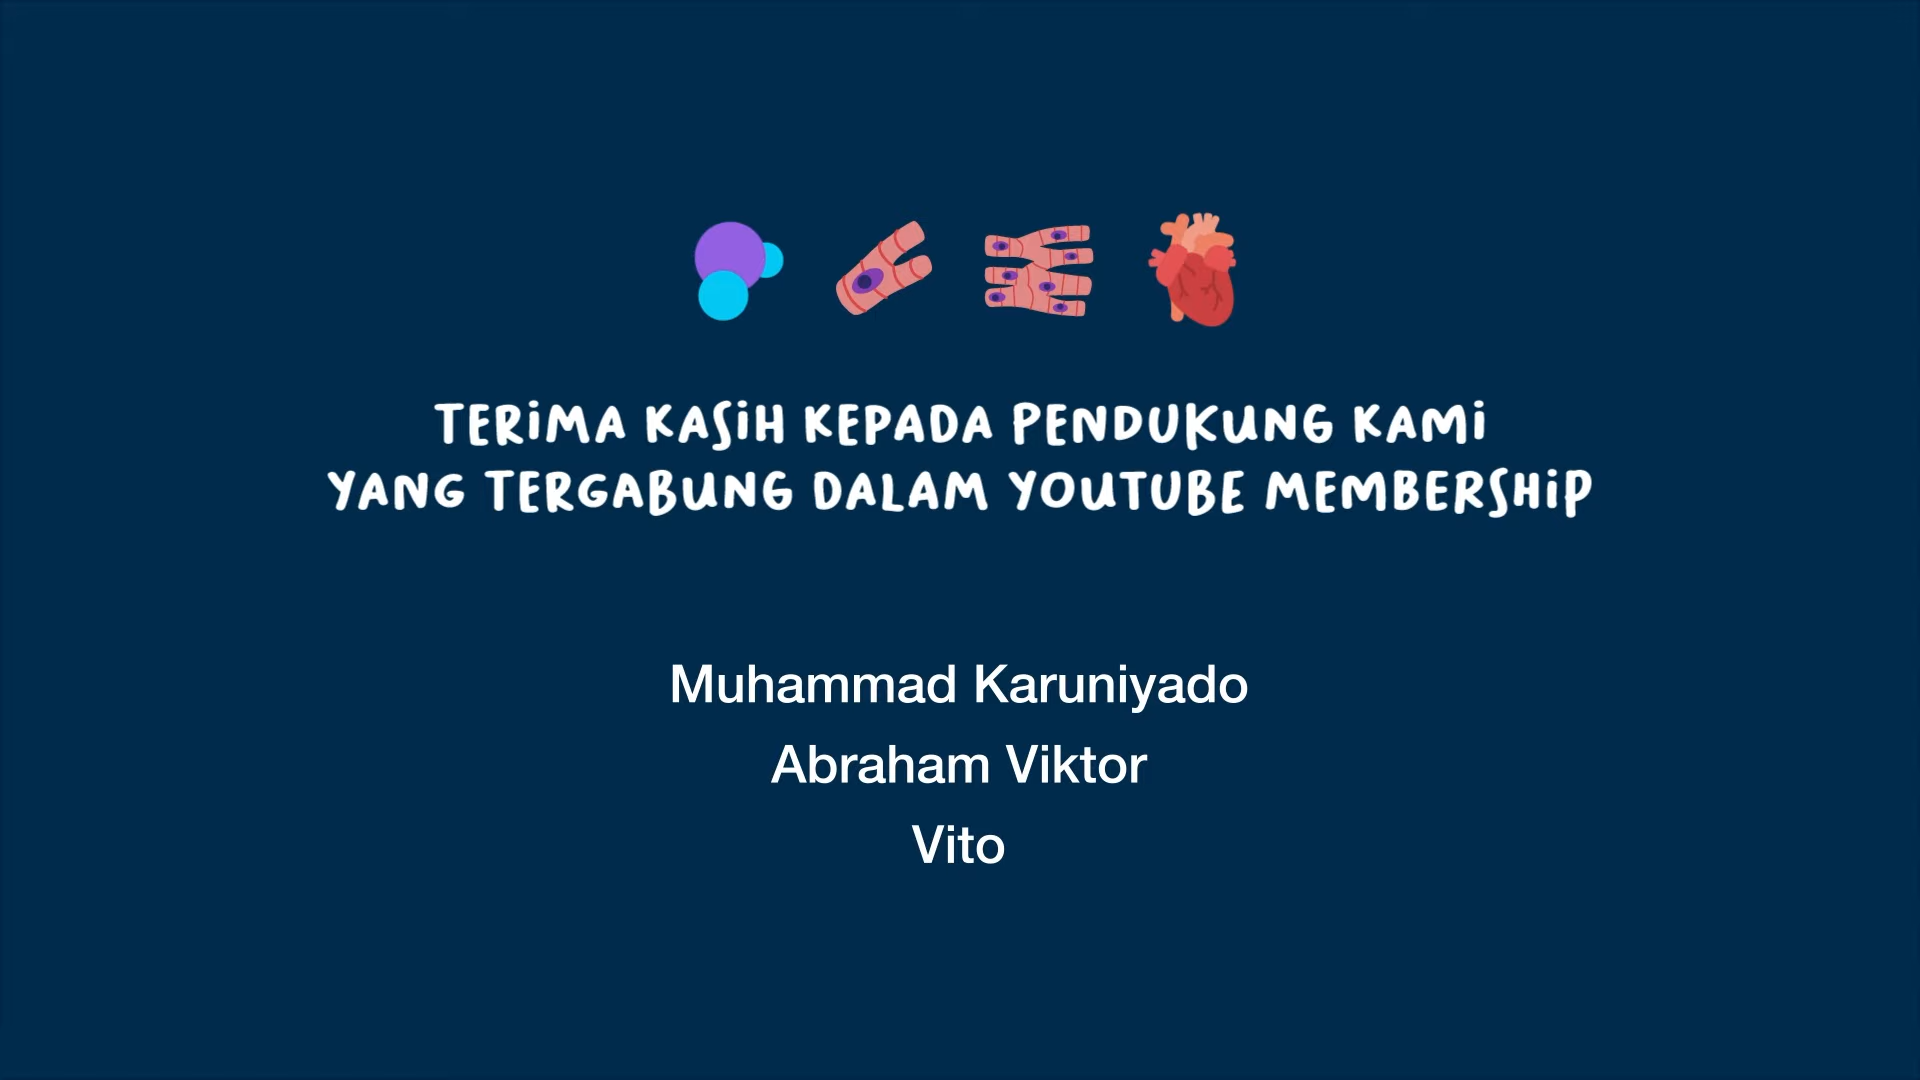 TERIMA KASIH KEPADA PENDUKUNG KAMI
YANG TERGABUNG DALAM YOUTUBE MEMBERSHIP
Muhammad Karuniyado
Abraham Viktor
Vito